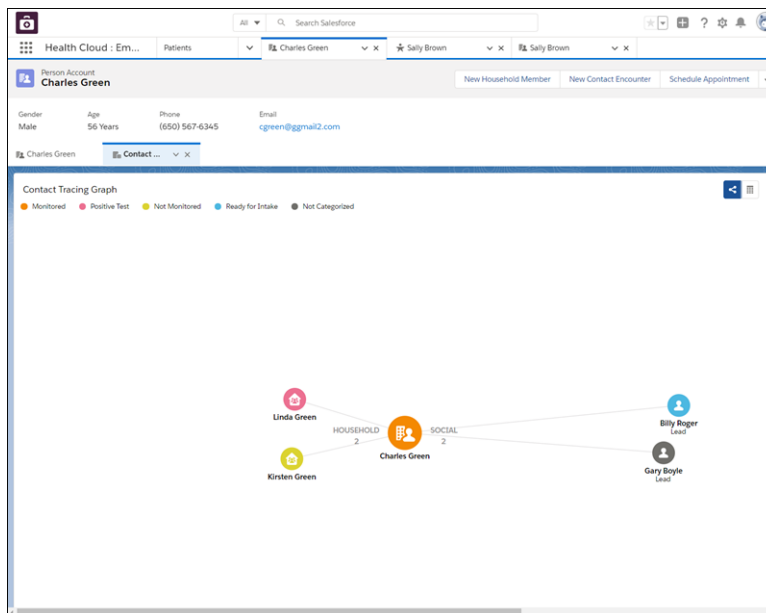 All Search Salesforce
Health Cloud : Em... Patients Charles Green Sally Brown Sally Brown
Person Account
Charles Green
New Household Member New Contact Encounter Schedule Appointment
Gender Age Phone Email
Male 56 Years (650) 567-6345 cgreen@ggmail2.com
Charles Green Contact ...
Contact Tracing Graph
Monitored Positive Test Not Monitored Ready for Intake Not Categorized
Linda Green
HOUSEHOLD
2
SOCIAL
2
Charles Green
Kirsten Green
Billy Roger
Lead
Gary Boyle
Lead